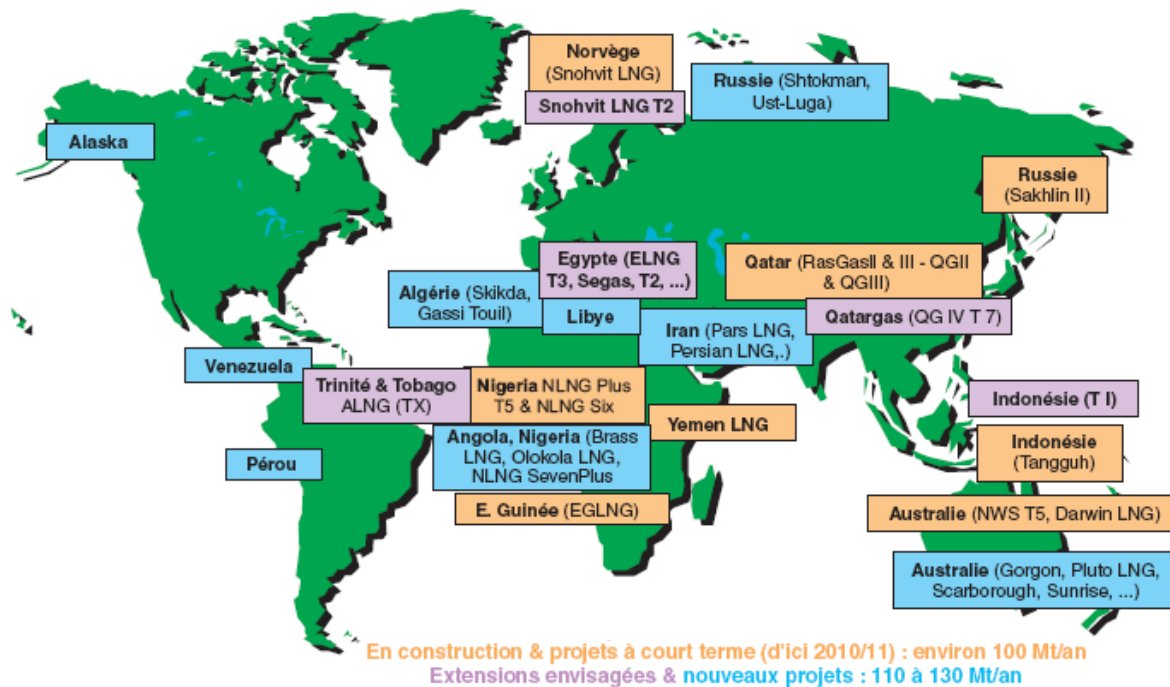 Norvège
(Snohvit LNG)
Snohvit LNG T2
Russie (Shtokman,
Ust-Luga)
Alaska
Russie
(Sakhlin II)
Egypte (ELNG
T3, Segas, T2, ...)
Qatar (RasGasII & III - QGII
& QGIII)
Algérie (Skikda,
Gassi Touil)
Libye
Qatargas (QG IV T 7)
Iran (Pars LNG,
Persian LNG,.)
Venezuela
Trinité & Tobago
ALNG (TX)
Nigeria NLNG Plus
T5 & NLNG Six
Indonésie (T I)
Yemen LNG
Angola, Nigeria (Brass
LNG, Olokola LNG,
NLNG SevenPlus
Pérou
Indonésie
(Tangguh)
E. Guinée (EGLNG)
Australie (NWS T5, Darwin LNG)
Australie (Gorgon, Pluto LNG,
Scarborough, Sunrise, ...)
En construction & projets à court terme (d'ici 2010/11) : environ 100 Mt/an
Extensions envisagées & nouveaux projets : 110 à 130 Mt/an